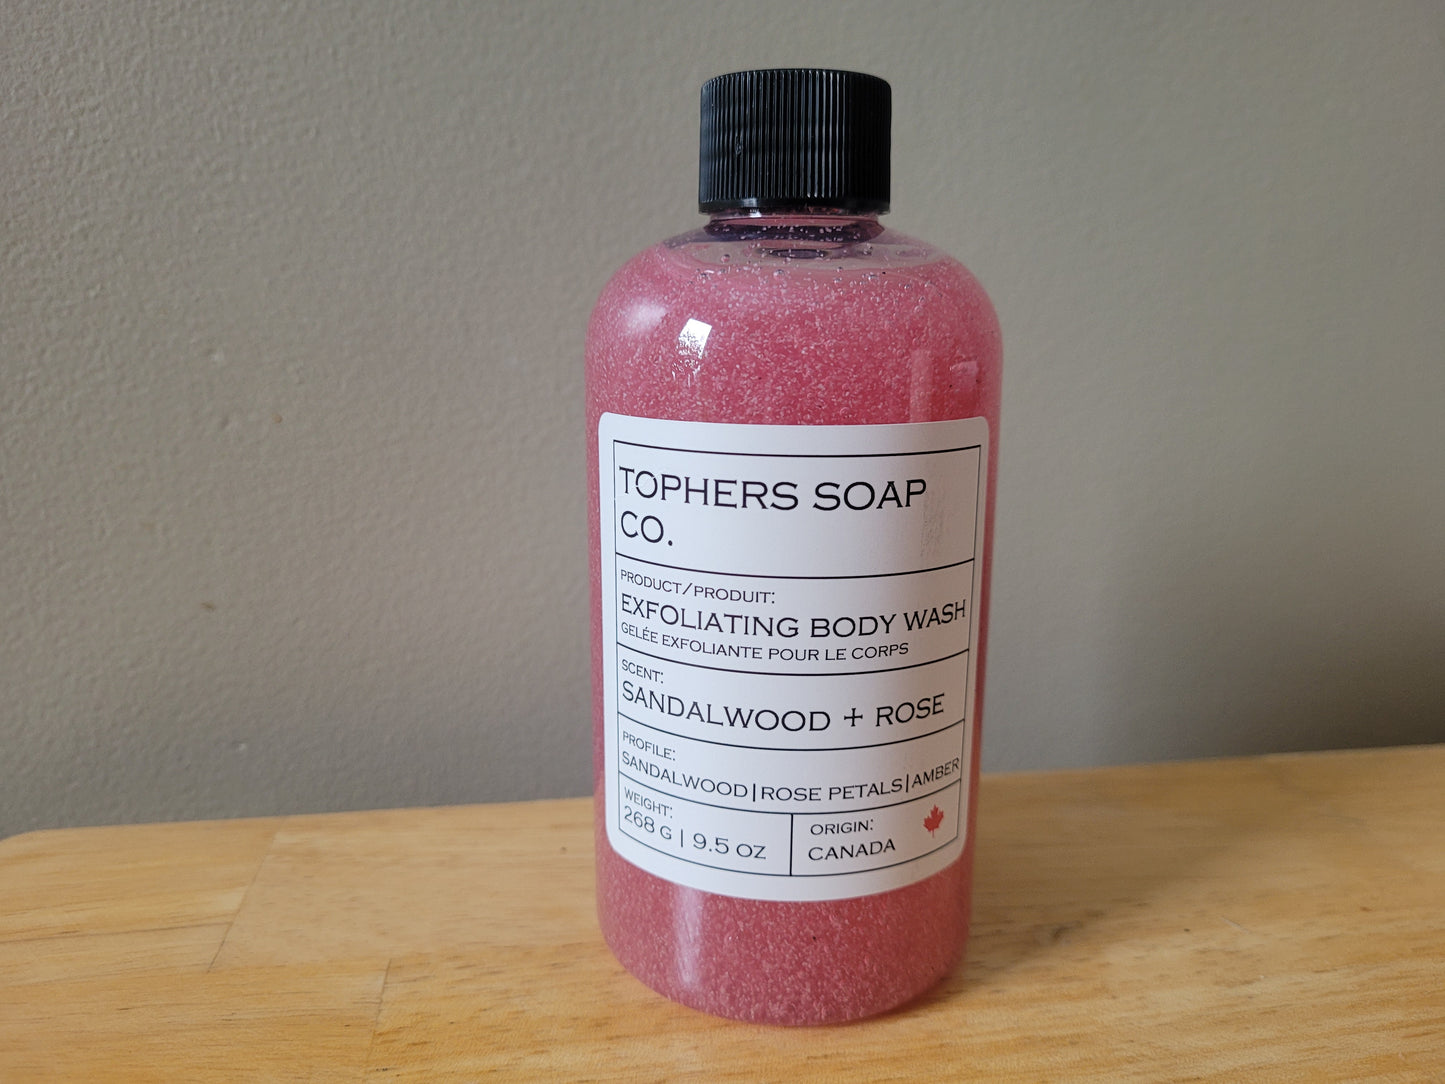 TOPHERS SOAP
CO.
PRODUCT/PRODUIT:
EXFOLIATING BODY WASH
GELÉE EXFOLIANTE POUR LE CORPS
SCENT:
SANDALWOOD + ROSE
PROFILE:
SANDALWOOD|ROSE PETALS|AMBER
WEIGHT:
268 G | 9.5 OZ
ORIGIN:
CANADA